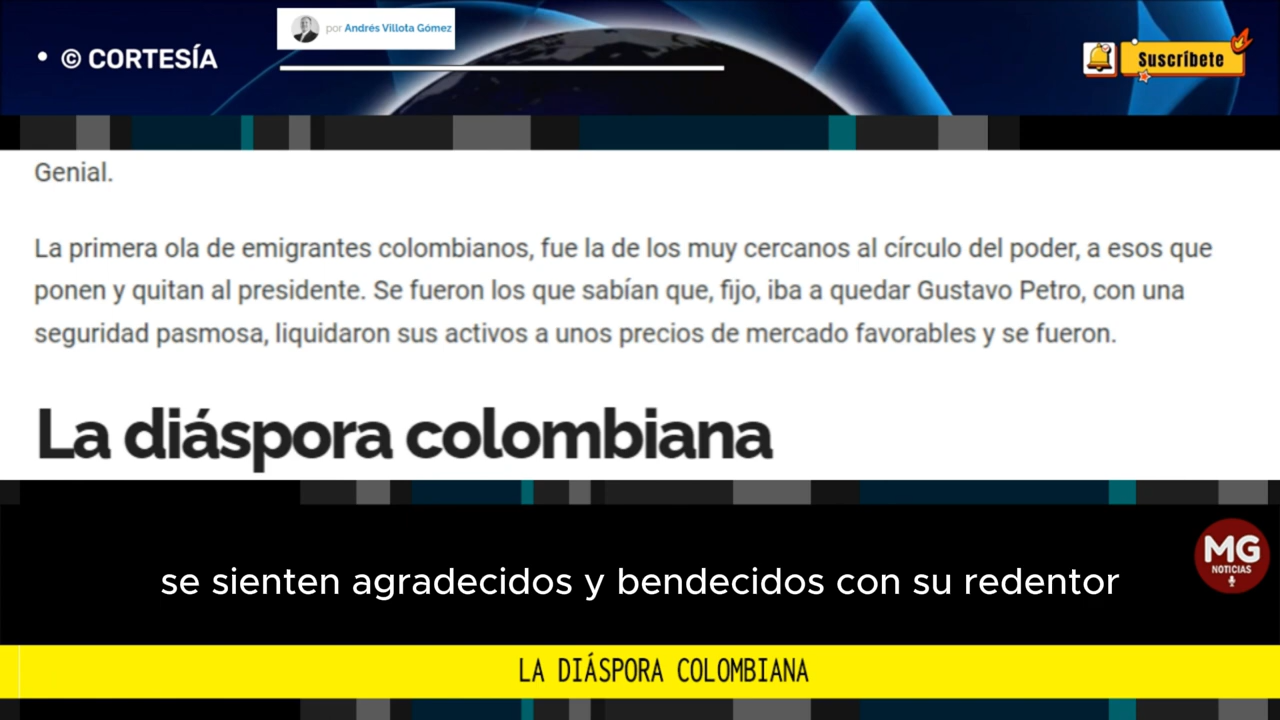 por Andrés Villota Gómez
• © CORTESÍA
Suscríbete
Genial.
La primera ola de emigrantes colombianos, fue la de los muy cercanos al círculo del poder, a esos que
ponen y quitan al presidente. Se fueron los que sabían que, fijo, iba a quedar Gustavo Petro, con una
seguridad pasmosa, liquidaron sus activos a unos precios de mercado favorables y se fueron.
La diáspora colombiana
MG
NOTICIAS
se sienten agradecidos y bendecidos con su redentor
LA DIÁSPORA COLOMBIANA